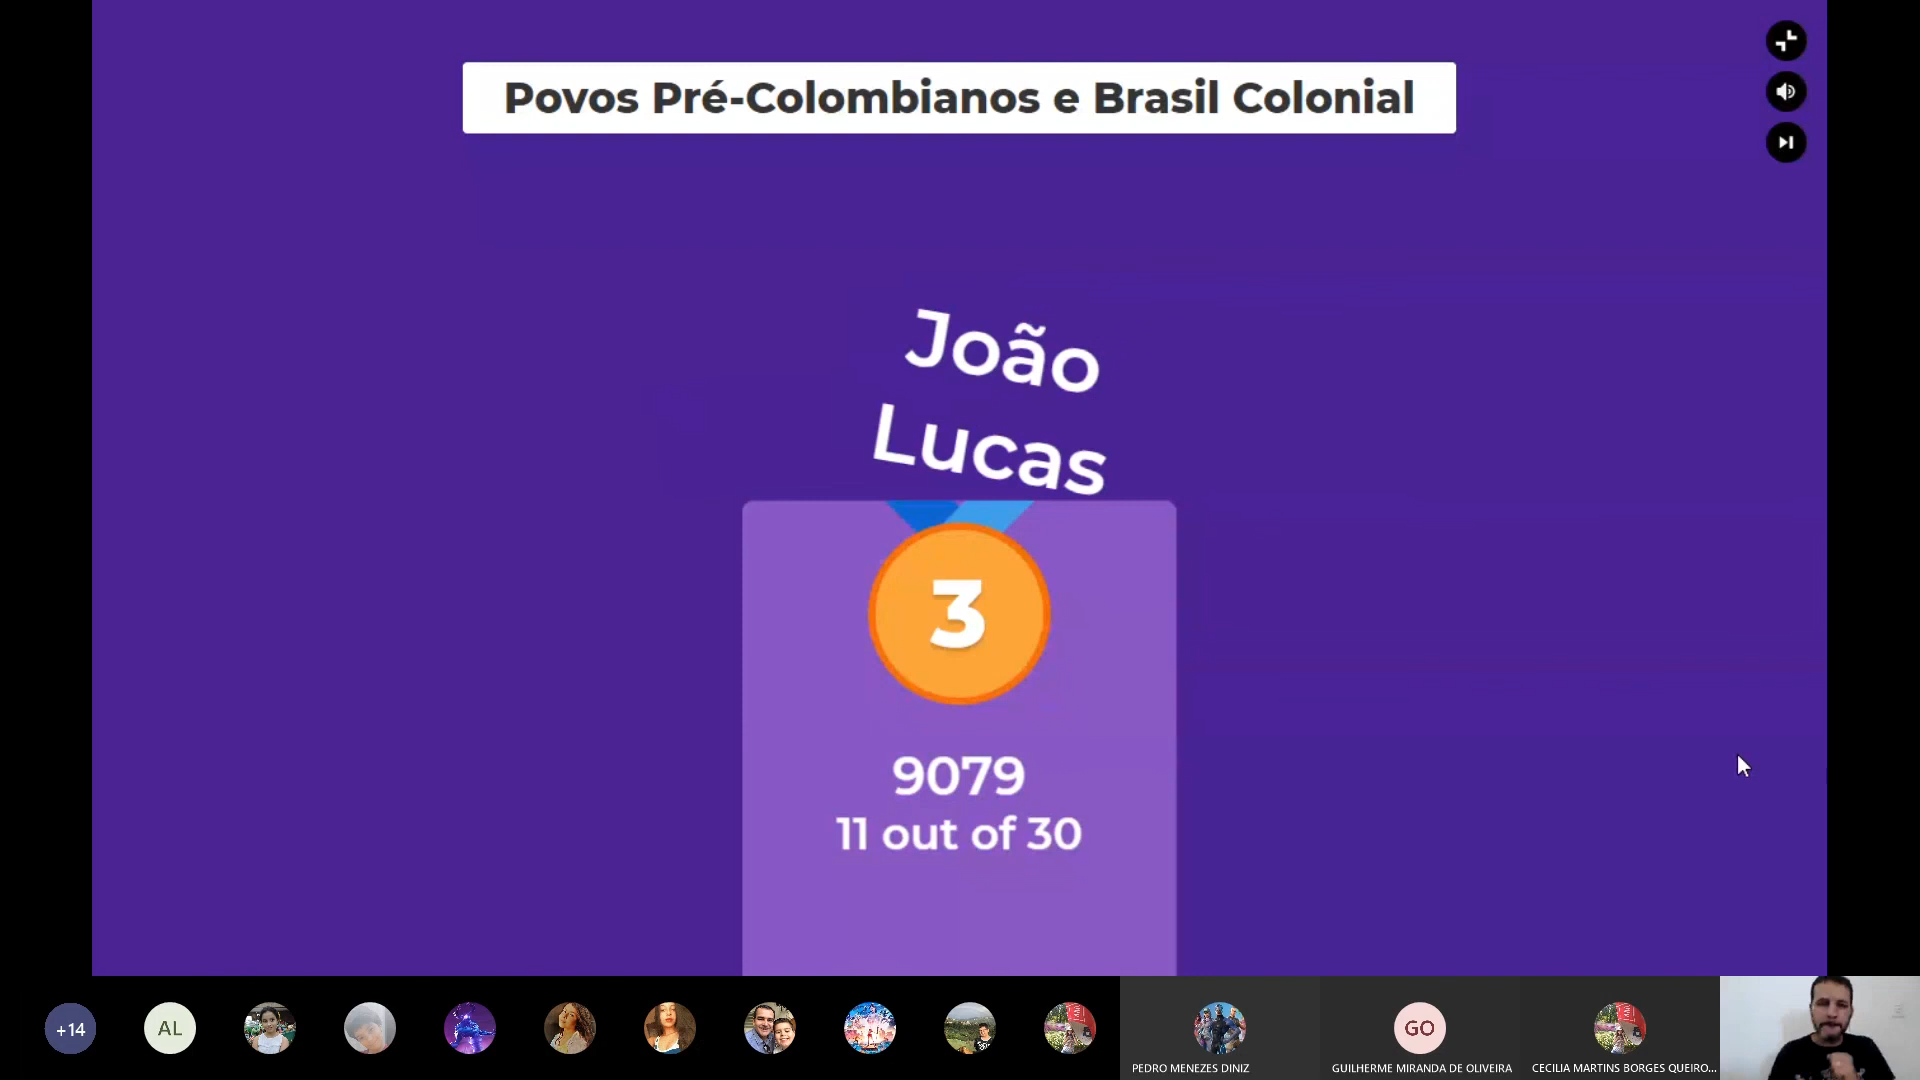 Povos Pré-Colombianos e Brasil Colonial
João
Lucas
3
9079
11 out of 30
+14
AL
GO
PEDRO MENEZES DINIZ
GUILHERME MIRANDA DE OLIVEIRA
CECILIA MARTINS BORGES QUEIRO...